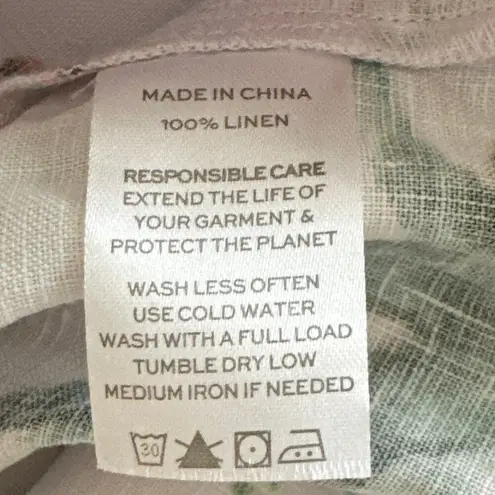 MADE IN CHINA
100% LINEN
RESPONSIBLE CARE
EXTEND THE LIFE OF
YOUR GARMENT &
PROTECT THE PLANET
WASH LESS OFTEN
USE COLD WATER
WASH WITH A FULL LOAD
TUMBLE DRY LOW
MEDIUM IRON IF NEEDED
30